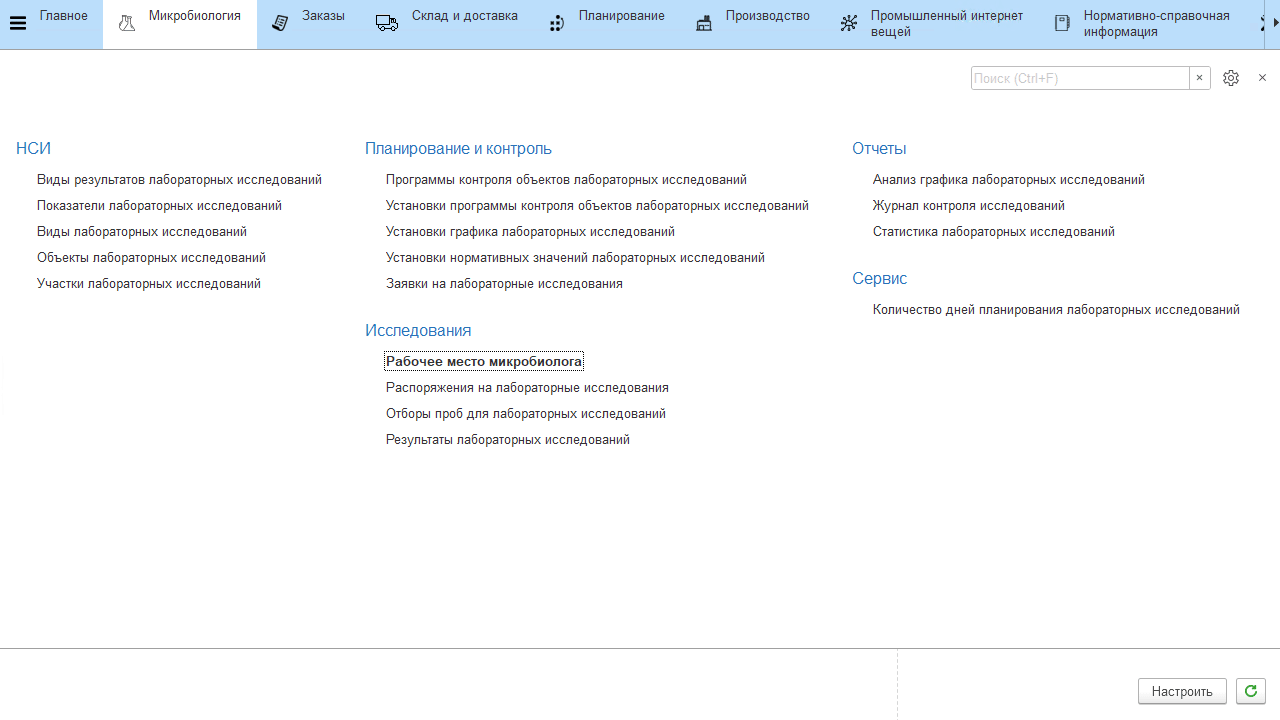 Главное
Микробиология
Заказы
Склад и доставка
Планирование
Производство
Промышленный интернет
вещей
Нормативно-справочная
информация
Поиск (Ctrl+F)
НСИ
Виды результатов лабораторных исследований
Показатели лабораторных исследований
Виды лабораторных исследований
Объекты лабораторных исследований
Участки лабораторных исследований
Планирование и контроль
Программы контроля объектов лабораторных исследований
Установки программы контроля объектов лабораторных исследований
Установки графика лабораторных исследований
Установки нормативных значений лабораторных исследований
Заявки на лабораторные исследования
Исследования
Рабочее место микробиолога
Распоряжения на лабораторные исследования
Отборы проб для лабораторных исследований
Результаты лабораторных исследований
Отчеты
Анализ графика лабораторных исследований
Журнал контроля исследований
Статистика лабораторных исследований
Сервис
Количество дней планирования лабораторных исследований
Настроить